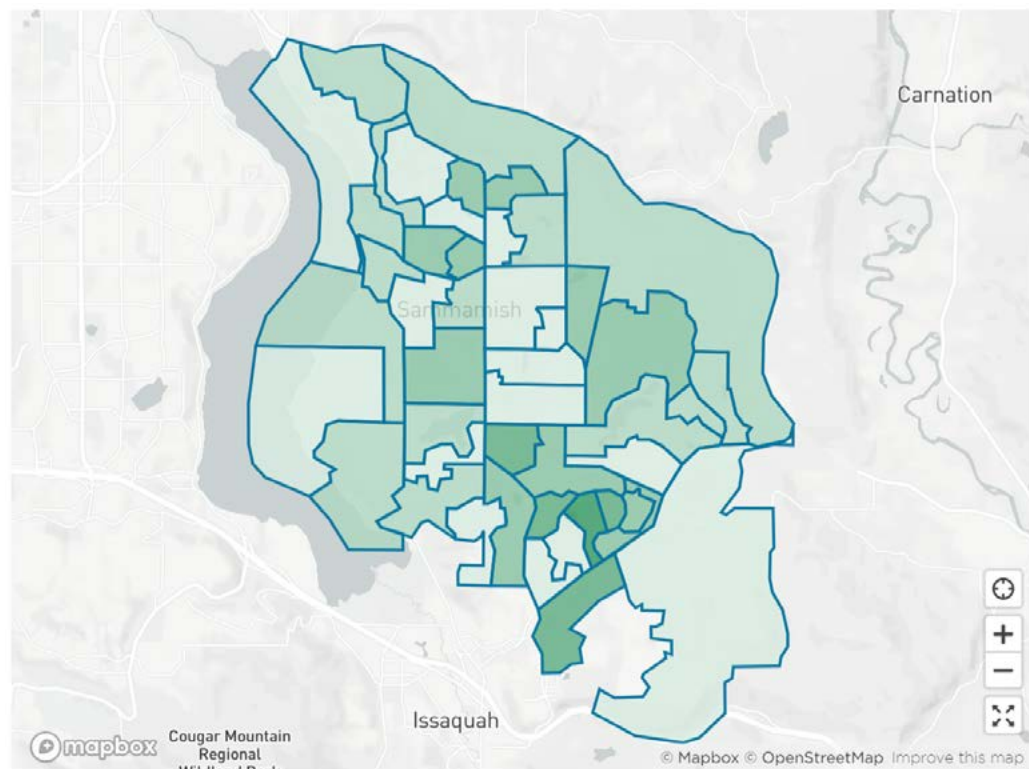 Carnation
Sammamish
Issaquah
mapbox
Cougar Mountain
Regional
© Mapbox © OpenStreetMap Improve this map